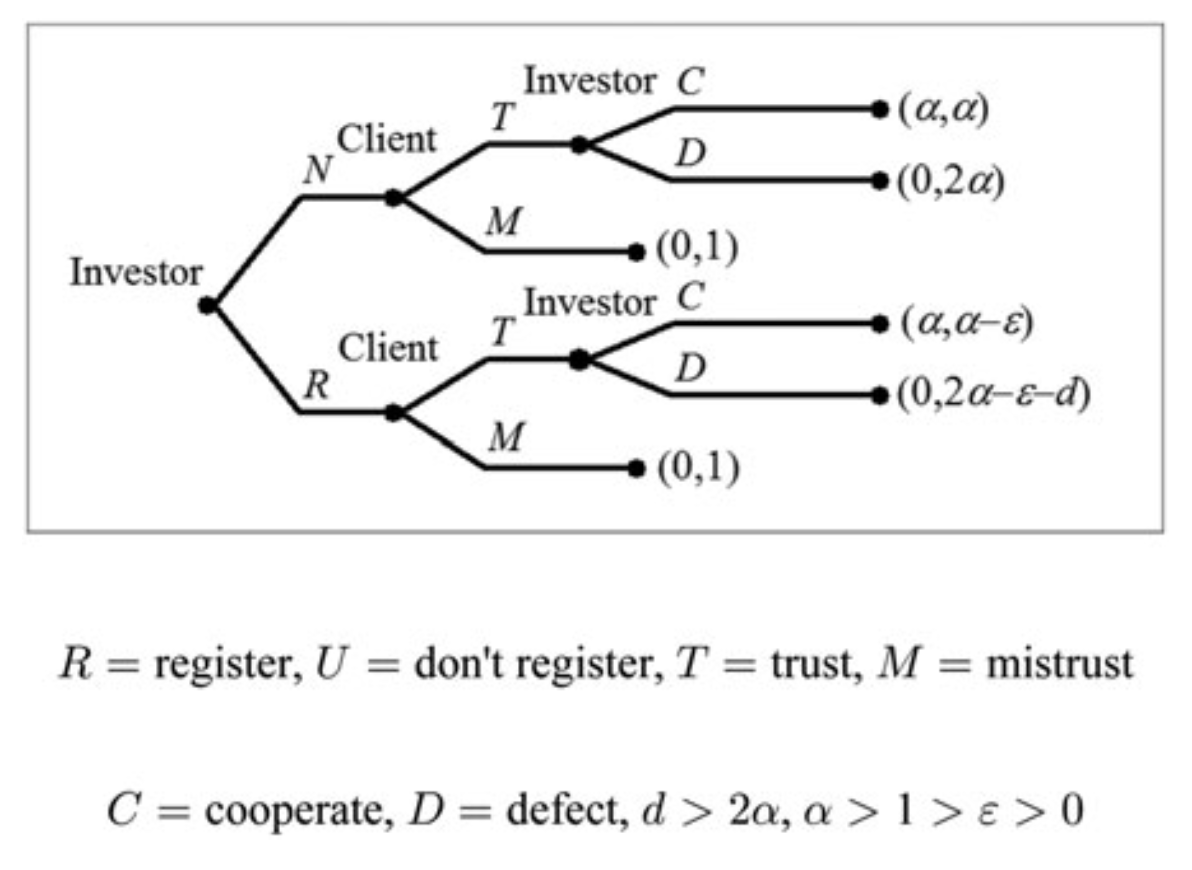 Investor C (α,α)
T
Client D
N (0,2α)
M
(0,1)
Investor
Investor C
T (α,α–ε)
Client
R D
(0,2α–ε–d)
M
(0,1)
R = register, U = don't register, T = trust, M = mistrust
C = cooperate, D = defect, d > 2α, α > 1 > ε > 0